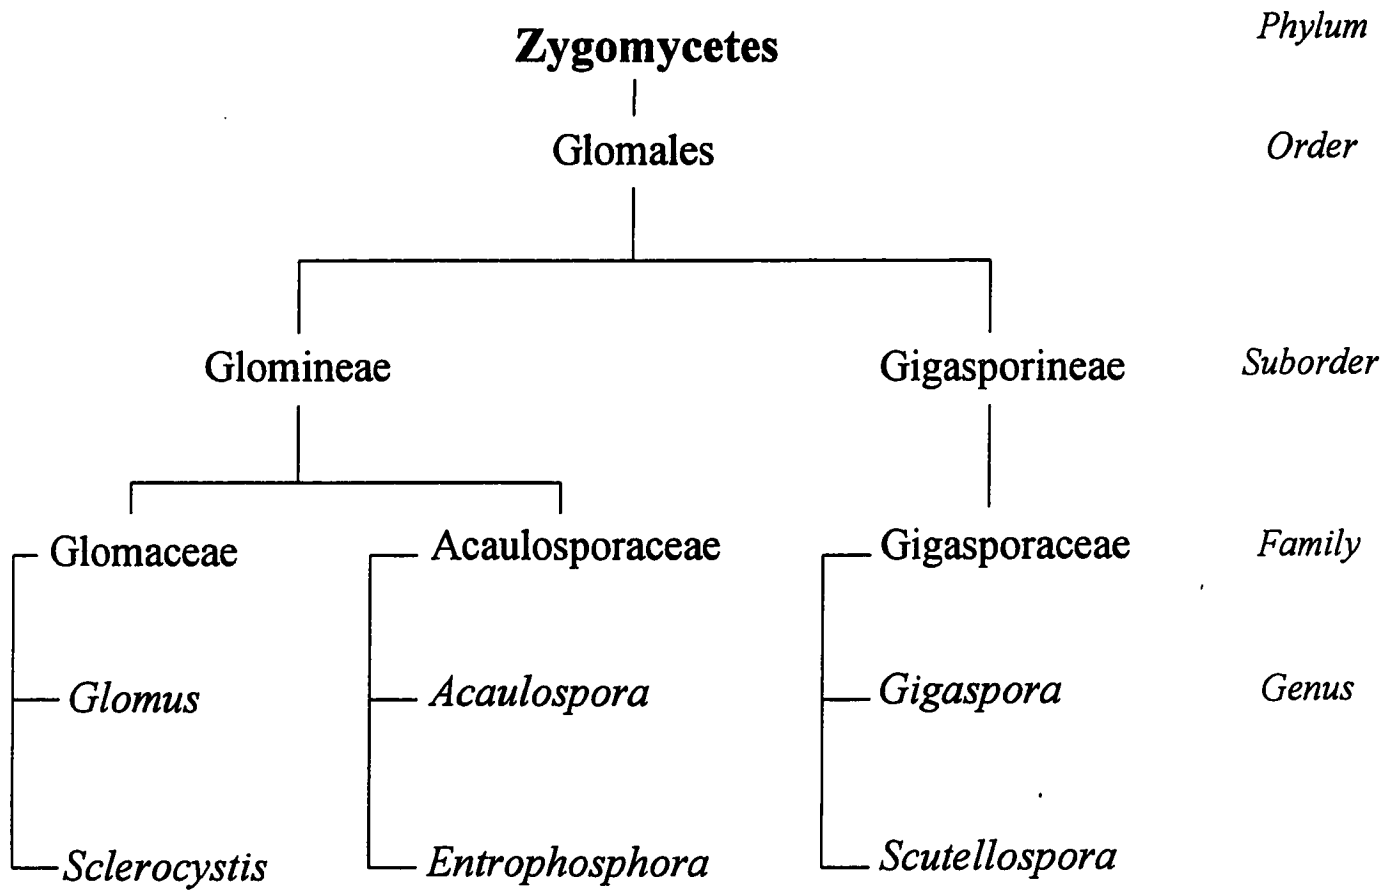 Zygomycetes
Phylum
Glomales
Order
Glomineae
Gigasporineae
Suborder
Glomaceae
Acaulosporaceae
Gigasporaceae
Family
Glomus
Acaulospora
Gigaspora
Genus
Sclerocystis
Entrophosphora
Scutellospora